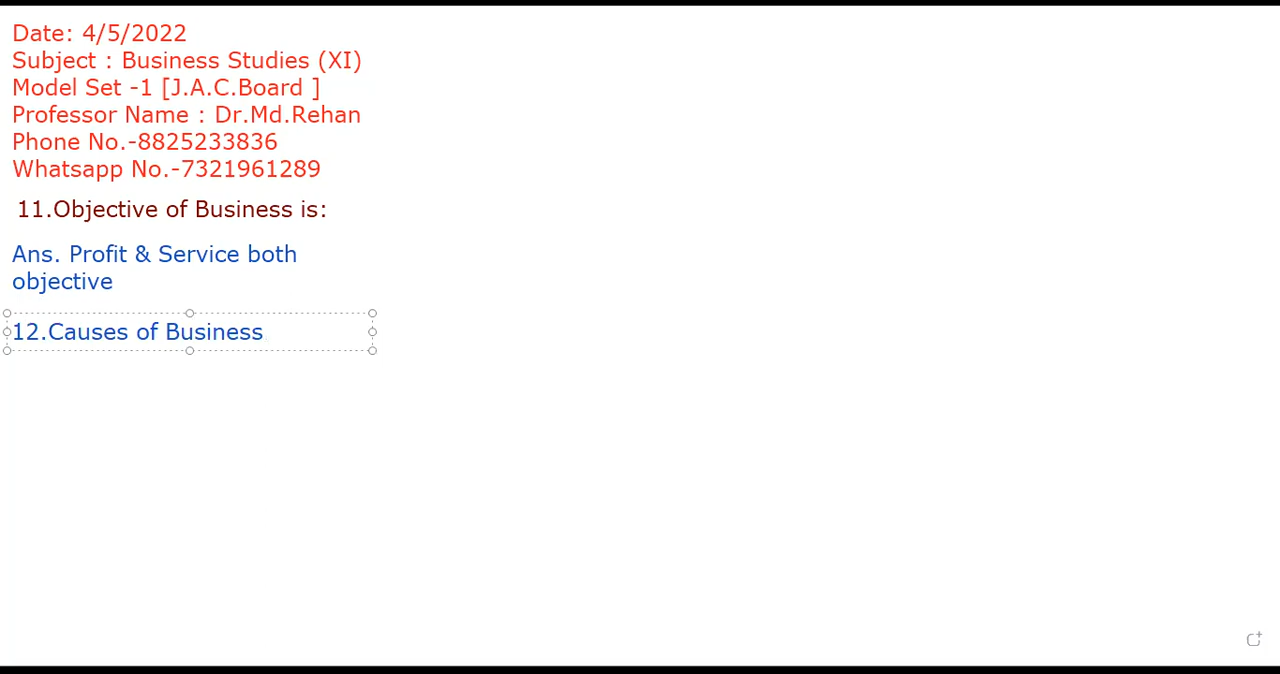 Date: 4/5/2022
Subject : Business Studies (XI)
Model Set -1 [J.A.C.Board ]
Professor Name : Dr.Md.Rehan
Phone No.-8825233836
Whatsapp No.-7321961289
11.Objective of Business is:
Ans. Profit & Service both
objective
12.Causes of Business